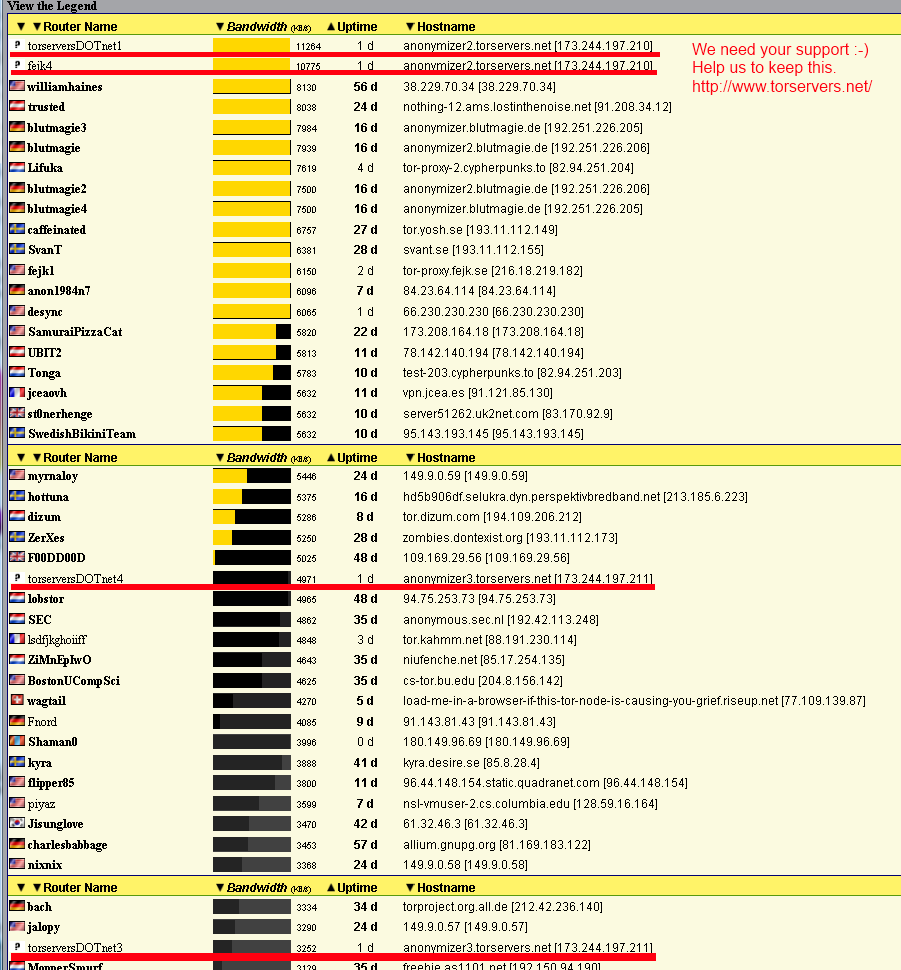 View the Legend
▼ ▼Router Name ▼Bandwidth (KB/s) ▲Uptime ▼Hostname
? torserversDOTnet1 11264 1 d anonymizer2.torservers.net [173.244.197.210]
? fejk4 10775 1 d anonymizer2.torservers.net [173.244.197.210]
We need your support :-)
Help us to keep this.
http://www.torservers.net/
williamhaines 8130 56 d 38.229.70.34 [38.229.70.34]
trusted 8038 24 d nothing-12.ams.lostinthenoise.net [91.208.34.12]
blutmagie3 7984 16 d anonymizer.blutmagie.de [192.251.226.205]
blutmagie 7939 16 d anonymizer2.blutmagie.de [192.251.226.206]
Lifuka 7619 4 d tor-proxy-2.cypherpunks.to [82.94.251.204]
blutmagie2 7500 16 d anonymizer2.blutmagie.de [192.251.226.206]
blutmagie4 7500 16 d anonymizer.blutmagie.de [192.251.226.205]
caffeinated 6757 27 d tor.yosh.se [193.11.112.149]
SvanT 6381 28 d svant.se [193.11.112.155]
fejk1 6150 2 d tor-proxy.fejk.se [216.18.219.182]
anon1984n7 6096 7 d 84.23.64.114 [84.23.64.114]
desync 6065 1 d 66.230.230.230 [66.230.230.230]
SamuraiPizzaCat 5820 22 d 173.208.164.18 [173.208.164.18]
UBIT2 5813 11 d 78.142.140.194 [78.142.140.194]
Tonga 5783 10 d test-203.cypherpunks.to [82.94.251.203]
jceaovh 5632 11 d vpn.jcea.es [91.121.85.130]
st0nerhenge 5632 10 d server51262.uk2net.com [83.170.92.9]
SwedishBikiniTeam 5632 10 d 95.143.193.145 [95.143.193.145]
▼ ▼Router Name ▼Bandwidth (KB/s) ▲Uptime ▼Hostname
myrnaloy 5446 24 d 149.9.0.59 [149.9.0.59]
hottuna 5375 16 d hd5b906df.selukra.dyn.perspektivbredband.net [213.185.6.223]
dizum 5286 8 d tor.dizum.com [194.109.206.212]
ZerXes 5250 28 d zombies.dontexist.org [193.11.112.173]
F00DD00D 5025 48 d 109.169.29.56 [109.169.29.56]
? torserversDOTnet4 4971 1 d anonymizer3.torservers.net [173.244.197.211]
lobstor 4965 48 d 94.75.253.73 [94.75.253.73]
SEC 4862 35 d anonymous.sec.nl [192.42.113.248]
lsdfjkghoiiff 4848 3 d tor.kahmm.net [88.191.230.114]
ZiMnEpIwO 4643 35 d niufenche.net [85.17.254.135]
BostonUCompSci 4625 35 d cs-tor.bu.edu [204.8.156.142]
wagtail 4270 5 d load-me-in-a-browser-if-this-tor-node-is-causing-you-grief.riseup.net [77.109.139.87]
Fnord 4085 9 d 91.143.81.43 [91.143.81.43]
Shaman0 3996 0 d 180.149.96.69 [180.149.96.69]
kyra 3888 41 d kyra.desire.se [85.8.28.4]
flipper85 3800 11 d 96.44.148.154.static.quadranet.com [96.44.148.154]
piyaz 3599 7 d nsl-vmuser-2.cs.columbia.edu [128.59.16.164]
Jisunglove 3470 42 d 61.32.46.3 [61.32.46.3]
charlesbabbage 3453 57 d allium.gnupg.org [81.169.183.122]
nixnix 3368 24 d 149.9.0.58 [149.9.0.58]
▼ ▼Router Name ▼Bandwidth (KB/s) ▲Uptime ▼Hostname
bach 3334 34 d torproject.org.all.de [212.42.236.140]
jalopy 3290 24 d 149.9.0.57 [149.9.0.57]
? torserversDOTnet3 3252 1 d anonymizer3.torservers.net [173.244.197.211]
MopperSmurf 3129 35 d freebie.as1101.net [192.150.94.190]